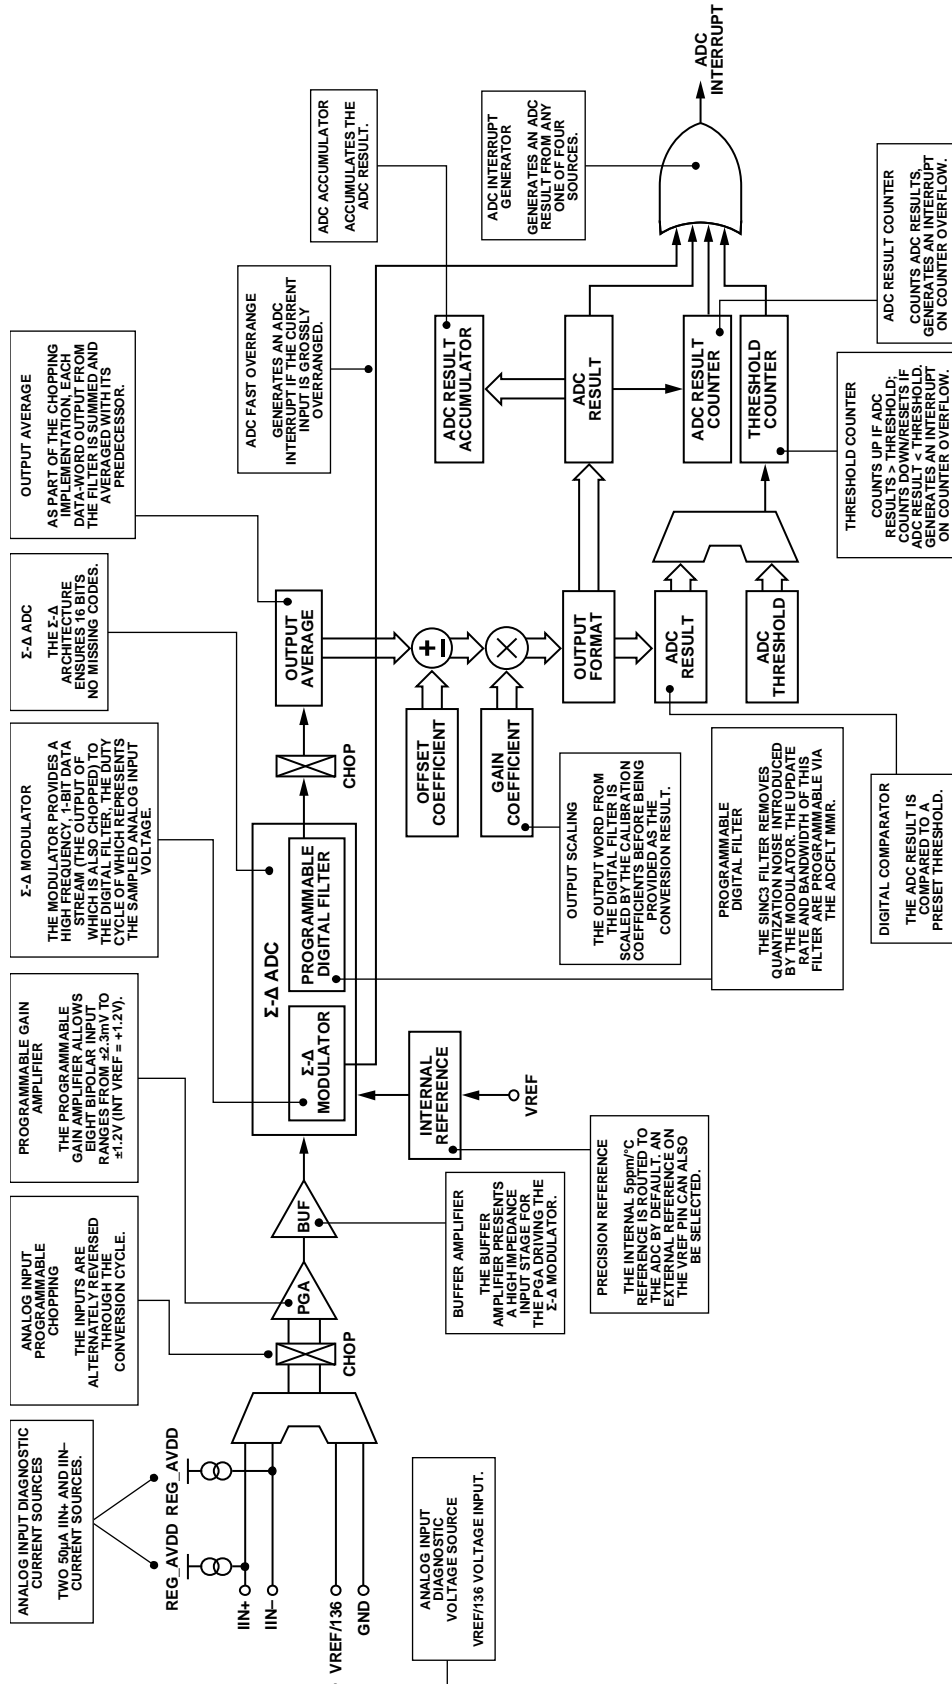 ANALOG INPUT DIAGNOSTIC
CURRENT SOURCES
TWO 50µA IIN+ AND IIN–
CURRENT SOURCES.
ANALOG INPUT
PROGRAMMABLE
CHOPPING
THE INPUTS ARE
ALTERNATELY REVERSED
THROUGH THE
CONVERSION CYCLE.
PROGRAMMABLE GAIN
AMPLIFIER
THE PROGRAMMABLE
GAIN AMPLIFIER ALLOWS
EIGHT BIPOLAR INPUT
RANGES FROM ±2.3mV TO
±1.2V (INT VREF = +1.2V).
Σ-Δ MODULATOR
THE MODULATOR PROVIDES A
HIGH FREQUENCY, 1-BIT DATA
STREAM (THE OUTPUT OF
WHICH IS ALSO CHOPPED) TO
THE DIGITAL FILTER, THE DUTY
CYCLE OF WHICH REPRESENTS
THE SAMPLED ANALOG INPUT
VOLTAGE.
Σ-Δ ADC
THE Σ-Δ
ARCHITECTURE
ENSURES 16 BITS
NO MISSING CODES.
OUTPUT AVERAGE
AS PART OF THE CHOPPING
IMPLEMENTATION, EACH
DATA-WORD OUTPUT FROM
THE FILTER IS SUMMED AND
AVERAGED WITH ITS
PREDECESSOR.
ADC FAST OVERRANGE
GENERATES AN ADC
INTERRUPT IF THE CURRENT
INPUT IS GROSSLY
OVERRANGED.
ADC ACCUMULATOR
ACCUMULATES THE
ADC RESULT.
ADC INTERRUPT
GENERATOR
GENERATES AN ADC
RESULT FROM ANY
ONE OF FOUR
SOURCES.
REG_AVDD
REG_AVDD
IIN+
IIN–
VREF/136
GND
CHOP
PGA
BUF
Σ-Δ ADC
Σ-Δ
MODULATOR
PROGRAMMABLE
DIGITAL FILTER
CHOP
OUTPUT
AVERAGE
INTERNAL
REFERENCE
VREF
OFFSET
COEFFICIENT
GAIN
COEFFICIENT
+–
×
OUTPUT
FORMAT
ADC RESULT
ACCUMULATOR
ADC
RESULT
ADC RESULT
COUNTER
THRESHOLD
COUNTER
ADC
RESULT
ADC
THRESHOLD
ADC
INTERRUPT
ANALOG INPUT
DIAGNOSTIC
VOLTAGE SOURCE
VREF/136 VOLTAGE INPUT.
BUFFER AMPLIFIER
THE BUFFER
AMPLIFIER PRESENTS
A HIGH IMPEDANCE
INPUT STAGE FOR
THE PGA DRIVING THE
Σ-Δ MODULATOR.
PRECISION REFERENCE
THE INTERNAL 5ppm/°C
REFERENCE IS ROUTED TO
THE ADC BY DEFAULT. AN
EXTERNAL REFERENCE ON
THE VREF PIN CAN ALSO
BE SELECTED.
OUTPUT SCALING
THE OUTPUT WORD FROM
THE DIGITAL FILTER IS
SCALED BY THE CALIBRATION
COEFFICIENTS BEFORE BEING
PROVIDED AS THE
CONVERSION RESULT.
PROGRAMMABLE
DIGITAL FILTER
THE SINC3 FILTER REMOVES
QUANTIZATION NOISE INTRODUCED
BY THE MODULATOR. THE UPDATE
RATE AND BANDWIDTH OF THIS
FILTER ARE PROGRAMMABLE VIA
THE ADCFLT MMR.
DIGITAL COMPARATOR
THE ADC RESULT IS
COMPARED TO A
PRESET THRESHOLD.
THRESHOLD COUNTER
COUNTS UP IF ADC
RESULTS > THRESHOLD;
COUNTS DOWN/RESETS IF
ADC RESULT < THRESHOLD.
GENERATES AN INTERRUPT
ON COUNTER OVERFLOW.
ADC RESULT COUNTER
COUNTS ADC RESULTS,
GENERATES AN INTERRUPT
ON COUNTER OVERFLOW.